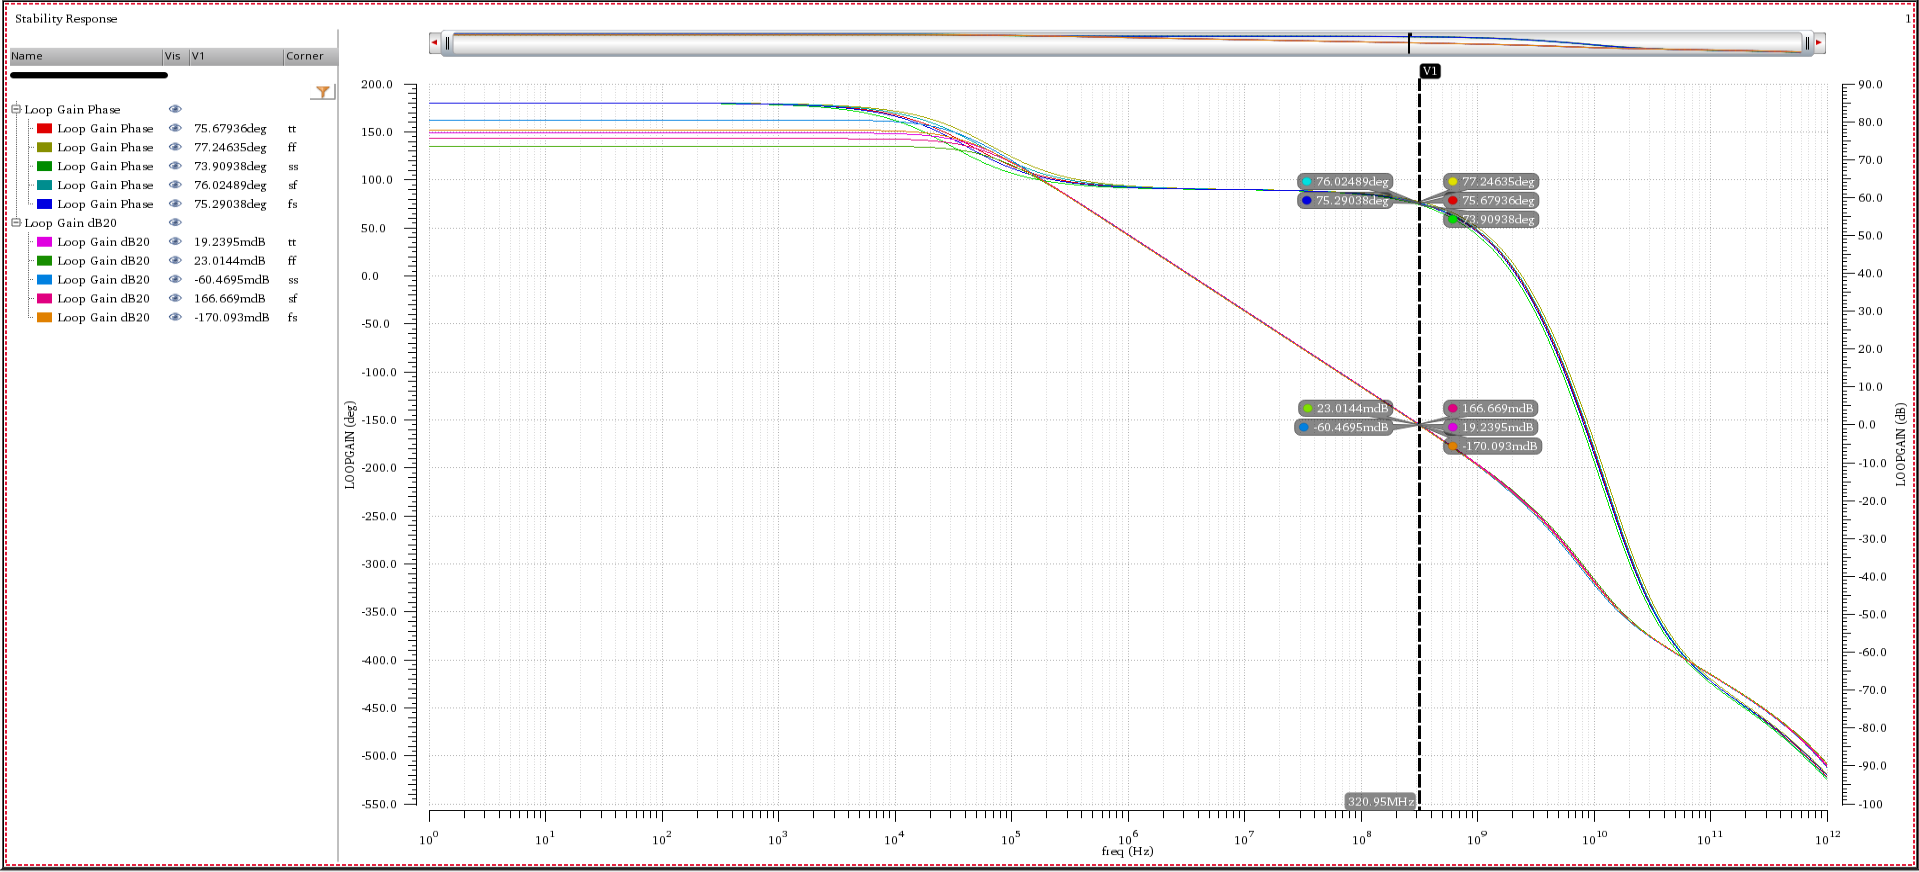 Stability Response
1
Name Vis V1 Corner
Loop Gain Phase
Loop Gain Phase 75.67936deg tt
Loop Gain Phase 77.24635deg ff
Loop Gain Phase 73.90938deg ss
Loop Gain Phase 76.02489deg sf
Loop Gain Phase 75.29038deg fs
Loop Gain dB20
Loop Gain dB20 19.2395mdB tt
Loop Gain dB20 23.0144mdB ff
Loop Gain dB20 -60.4695mdB ss
Loop Gain dB20 166.669mdB sf
Loop Gain dB20 -170.093mdB fs
V1
LOOPGAIN (deg)
200.0
150.0
100.0
50.0
0.0
-50.0
-100.0
-150.0
-200.0
-250.0
-300.0
-350.0
-400.0
-450.0
-500.0
-550.0
76.02489deg 77.24635deg
75.29038deg 75.67936deg
73.90938deg
23.0144mdB 166.669mdB
-60.4695mdB 19.2395mdB
-170.093mdB
320.95MHz
90.0
80.0
70.0
60.0
50.0
40.0
30.0
20.0
10.0
0.0
-10.0
-20.0
-30.0
-40.0
-50.0
-60.0
-70.0
-80.0
-90.0
-100
LOOPGAIN (dB)
10⁰ 10¹ 10² 10³ 10⁴ 10⁵ 10⁶ 10⁷ 10⁸ 10⁹ 10¹⁰ 10¹¹ 10¹²
freq (Hz)